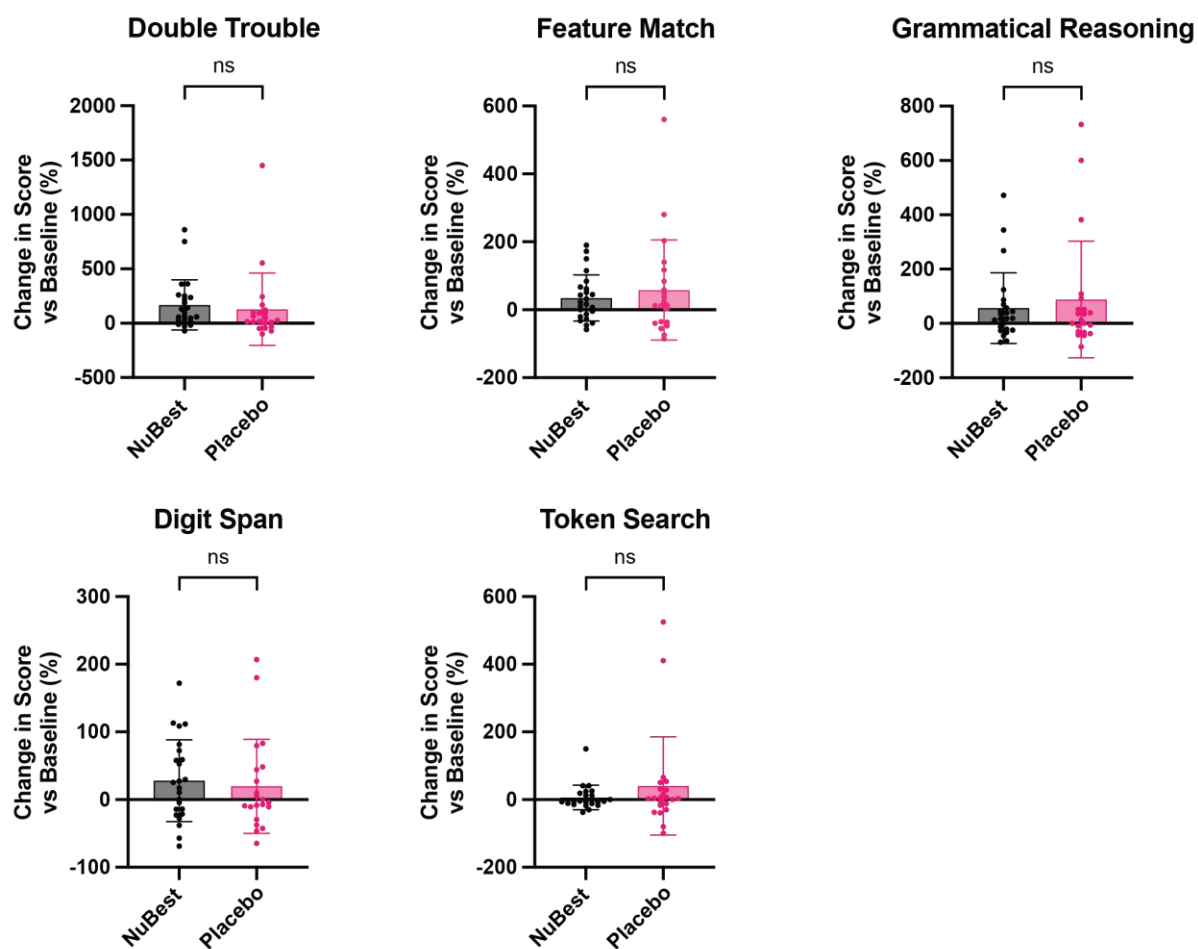 Double Trouble
ns
Change in Score
vs Baseline (%)
2000
1500
1000
500
0
-500
NuBest
Placebo
Feature Match
ns
Change in Score
vs Baseline (%)
600
400
200
0
-200
NuBest
Placebo
Grammatical Reasoning
ns
Change in Score
vs Baseline (%)
800
600
400
200
0
-200
NuBest
Placebo
Digit Span
ns
Change in Score
vs Baseline (%)
300
200
100
0
-100
NuBest
Placebo
Token Search
ns
Change in Score
vs Baseline (%)
600
400
200
0
-200
NuBest
Placebo